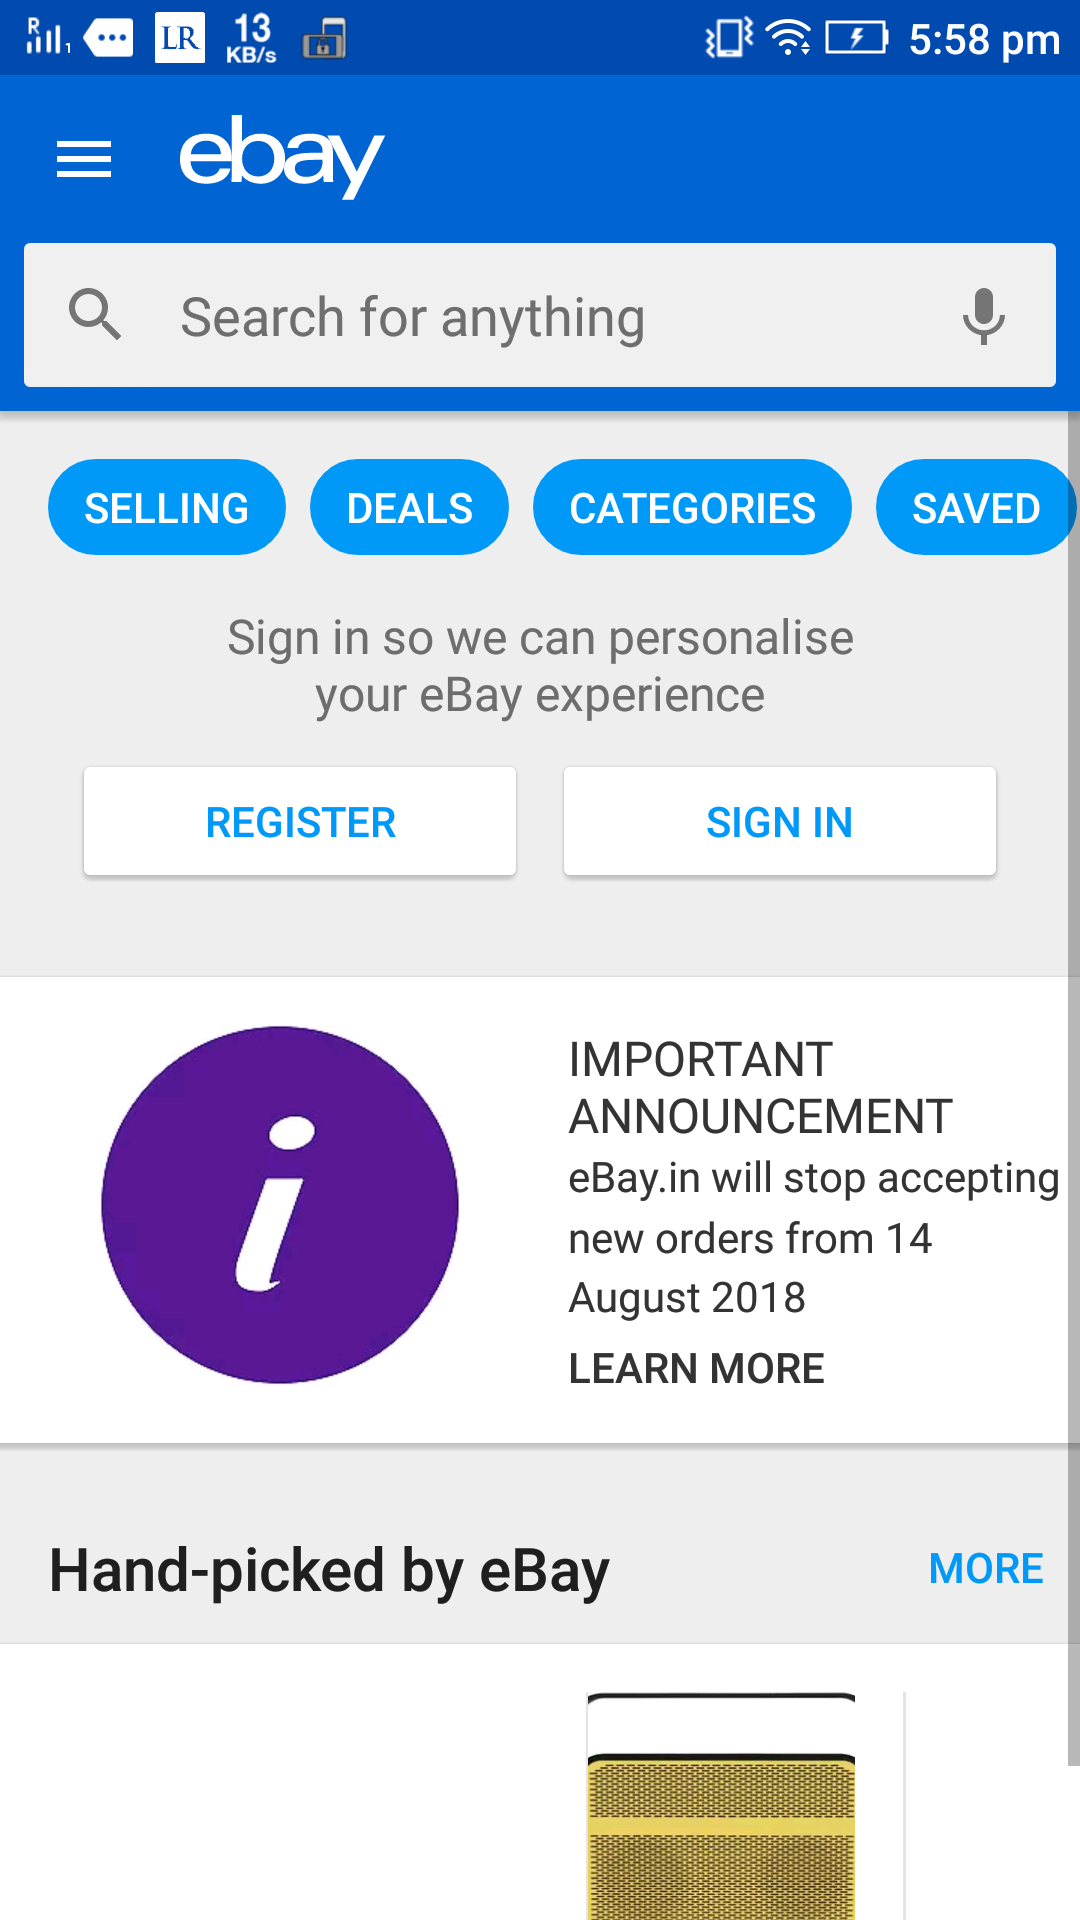 R 1 LR 13 KB/s 5:58 pm
ebay
Search for anything
SELLING DEALS CATEGORIES SAVED
Sign in so we can personalise
your eBay experience
REGISTER SIGN IN
i
IMPORTANT
ANNOUNCEMENT
eBay.in will stop accepting
new orders from 14
August 2018
LEARN MORE
Hand-picked by eBay MORE